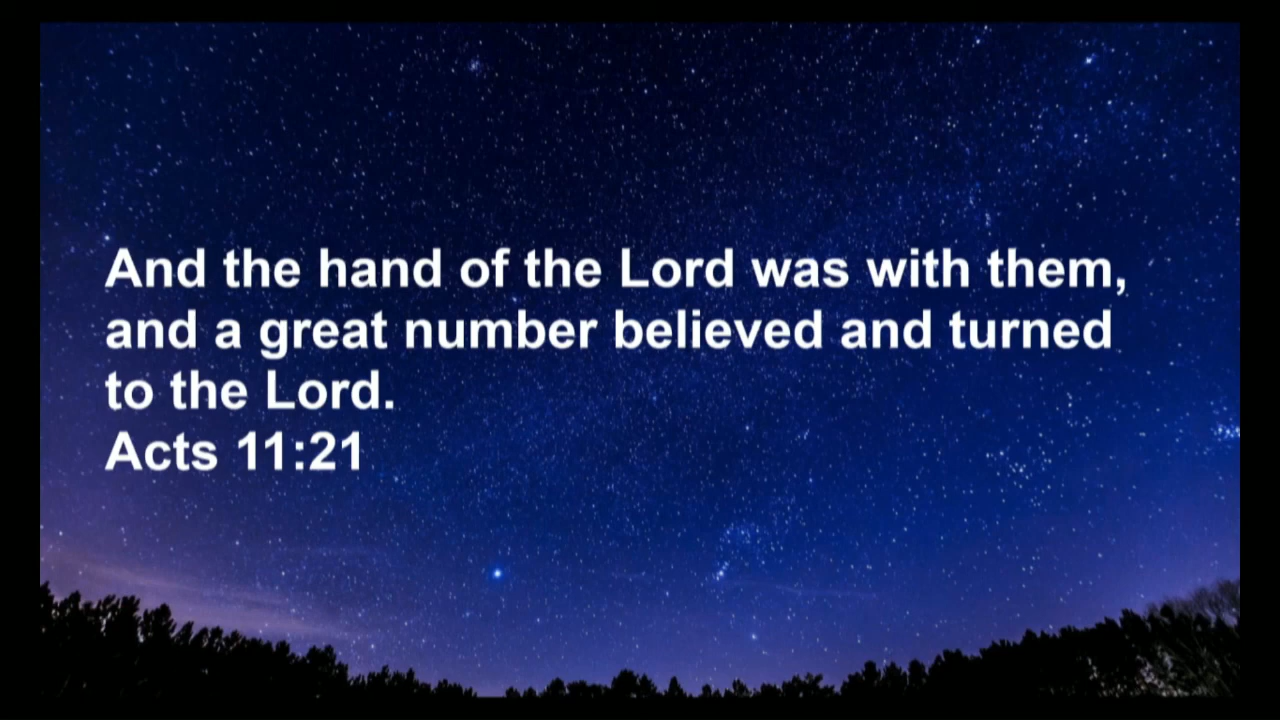 And the hand of the Lord was with them,
and a great number believed and turned
to the Lord.
Acts 11:21